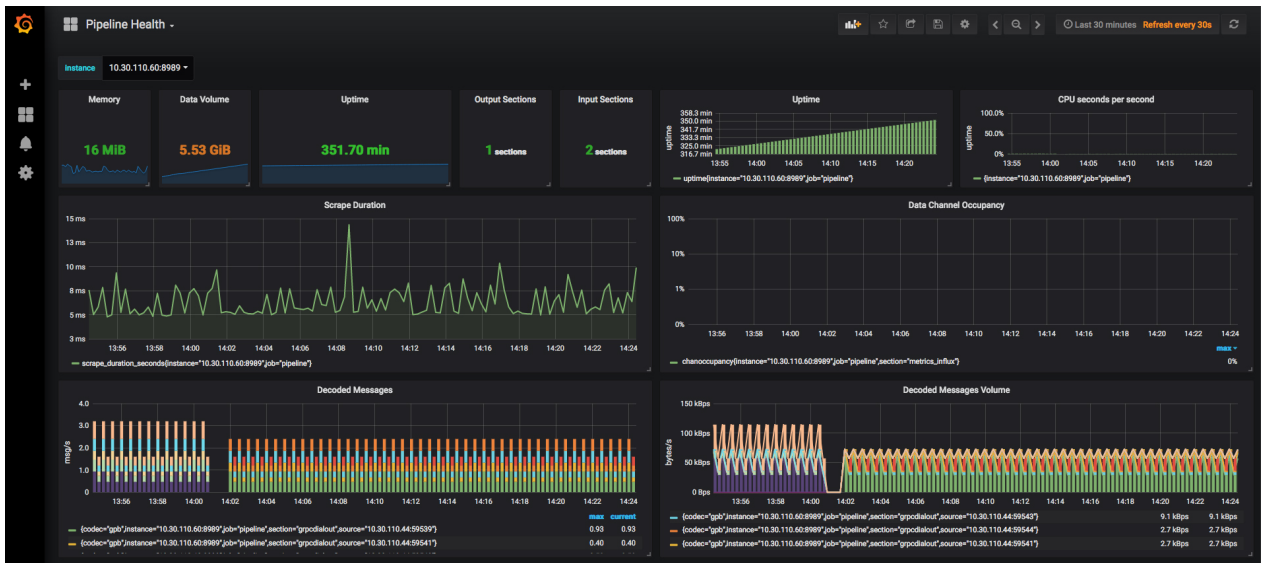 Pipeline Health
Last 30 minutes Refresh every 30s
Instance 10.30.110.60:8989
Memory
16 MiB
Data Volume
5.53 GiB
Uptime
351.70 min
Output Sections
1 sections
Input Sections
2 sections
Uptime
uptime
358.3 min
350.0 min
341.7 min
333.3 min
325.0 min
316.7 min
13:55 14:00 14:05 14:10 14:15 14:20
uptime{instance="10.30.110.60:8989",job="pipeline"}
CPU seconds per second
uptime
100.0%
50.0%
0%
13:55 14:00 14:05 14:10 14:15 14:20
{instance="10.30.110.60:8989",job="pipeline"}
Scrape Duration
15 ms
13 ms
10 ms
8 ms
5 ms
3 ms
13:56 13:58 14:00 14:02 14:04 14:06 14:08 14:10 14:12 14:14 14:16 14:18 14:20 14:22 14:24
scrape_duration_seconds{instance="10.30.110.60:8989",job="pipeline"}
Data Channel Occupancy
100%
10%
1%
0%
13:56 13:58 14:00 14:02 14:04 14:06 14:08 14:10 14:12 14:14 14:16 14:18 14:20 14:22 14:24
max
chanoccupancy{instance="10.30.110.60:8989",job="pipeline",section="metrics_influx"} 0%
Decoded Messages
msg/s
4.0
3.0
2.0
1.0
0
13:56 13:58 14:00 14:02 14:04 14:06 14:08 14:10 14:12 14:14 14:16 14:18 14:20 14:22 14:24
max current
{codec="gpb",instance="10.30.110.60:8989",job="pipeline",section="grpcdialout",source="10.30.110.44:59539"} 0.93 0.93
{codec="gpb",instance="10.30.110.60:8989",job="pipeline",section="grpcdialout",source="10.30.110.44:59541"} 0.40 0.40
Decoded Messages Volume
bytes/s
150 kBps
100 kBps
50 kBps
0 Bps
13:56 13:58 14:00 14:02 14:04 14:06 14:08 14:10 14:12 14:14 14:16 14:18 14:20 14:22 14:24
{codec="gpb",instance="10.30.110.60:8989",job="pipeline",section="grpcdialout",source="10.30.110.44:59543"} 9.1 kBps 9.1 kBps
{codec="gpb",instance="10.30.110.60:8989",job="pipeline",section="grpcdialout",source="10.30.110.44:59544"} 2.7 kBps 2.7 kBps
{codec="gpb",instance="10.30.110.60:8989",job="pipeline",section="grpcdialout",source="10.30.110.44:59541"} 2.7 kBps 2.7 kBps